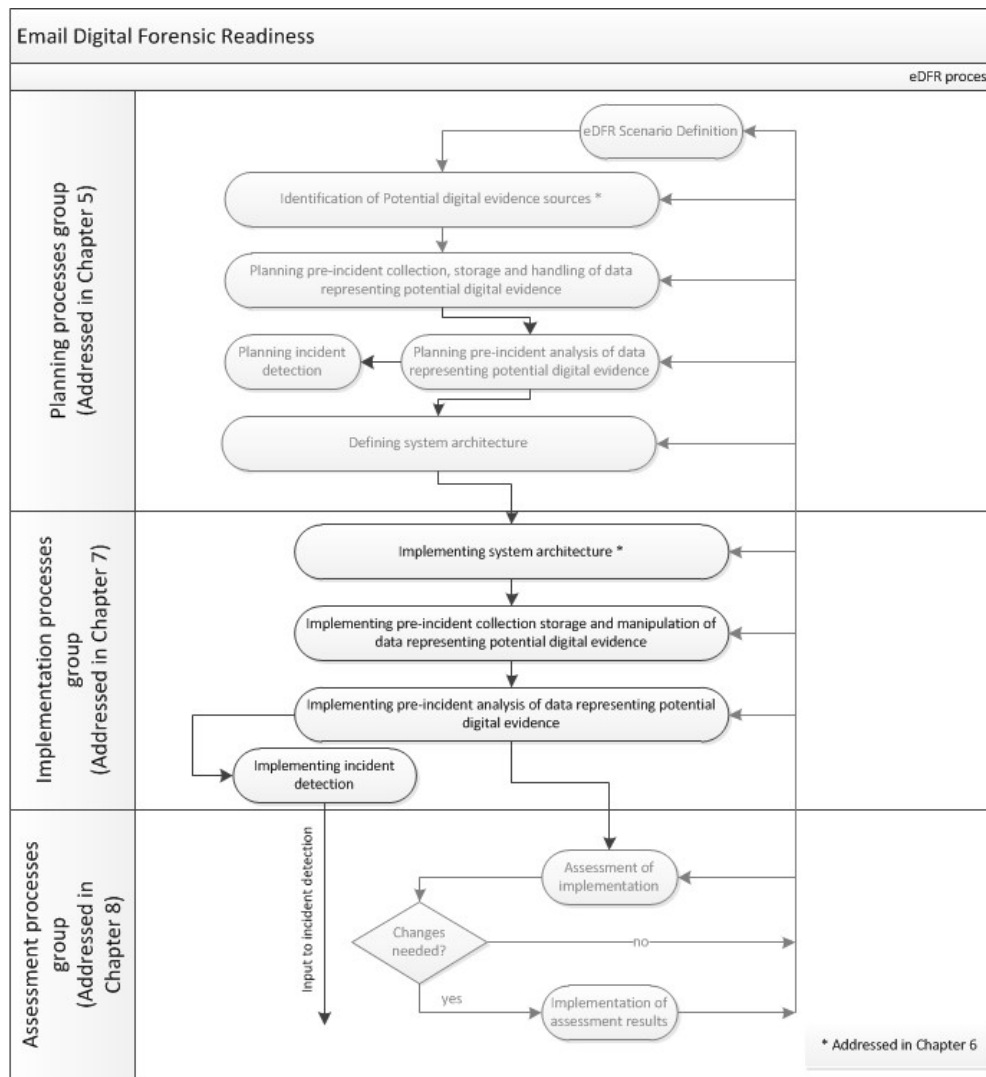 Email Digital Forensic Readiness
eDFR proces
Planning processes group
(Addressed in Chapter 5)
eDFR Scenario Definition
Identification of Potential digital evidence sources *
Planning pre-incident collection, storage and handling of data
representing potential digital evidence
Planning incident
detection
Planning pre-incident analysis of data
representing potential digital evidence
Defining system architecture
Implementation processes
group
(Addressed in Chapter 7)
Implementing system architecture *
Implementing pre-incident collection storage and manipulation of
data representing potential digital evidence
Implementing pre-incident analysis of data representing potential
digital evidence
Implementing incident
detection
Assessment processes
group
(Addressed in
Chapter 8)
Input to incident detection
Assessment of
implementation
Changes
needed?
no
yes
Implementation of
assessment results
* Addressed in Chapter 6